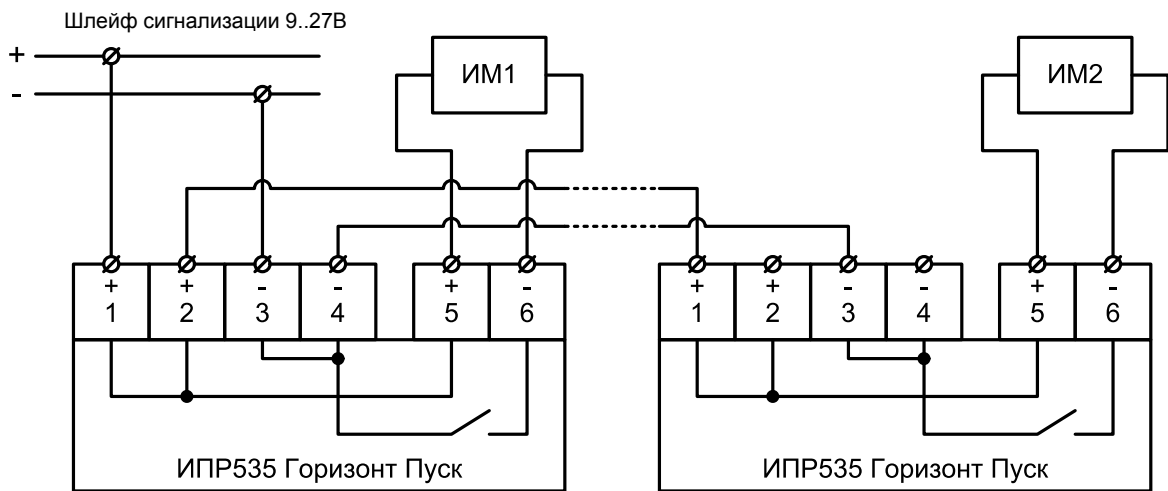 Шлейф сигнализации 9..27В
+
-
ИМ1
ИМ2
+ + - - + -
1 2 3 4 5 6
+ + - - + -
1 2 3 4 5 6
ИПР535 Горизонт Пуск
ИПР535 Горизонт Пуск